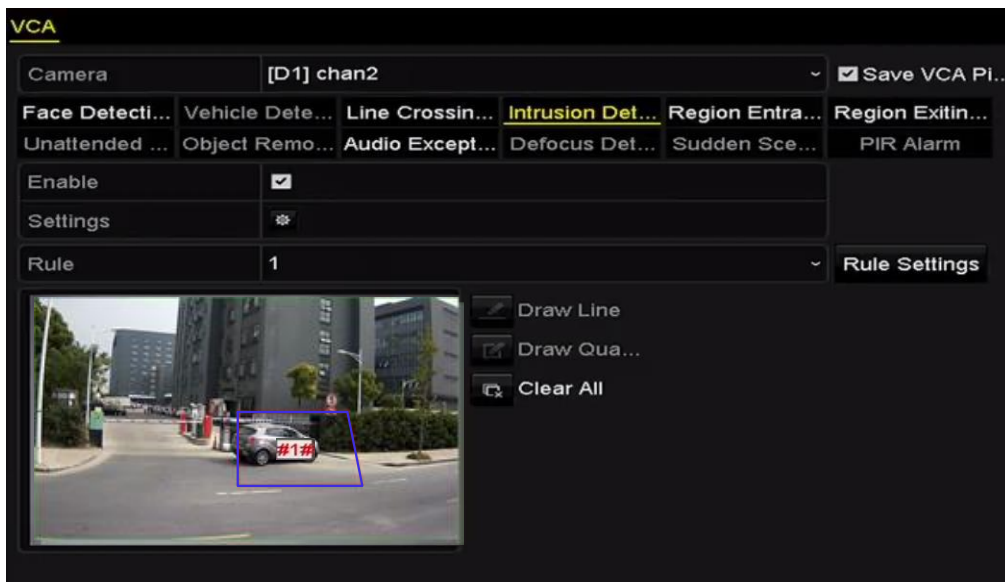 VCA
Camera [D1] chan2 Save VCA Pi...
Face Detecti... Vehicle Dete... Line Crossin... Intrusion Det... Region Entra... Region Exitin...
Unattended ... Object Remo... Audio Except... Defocus Det... Sudden Sce... PIR Alarm
Enable
Settings
Rule 1 Rule Settings
Draw Line
Draw Qua...
Clear All
#1#